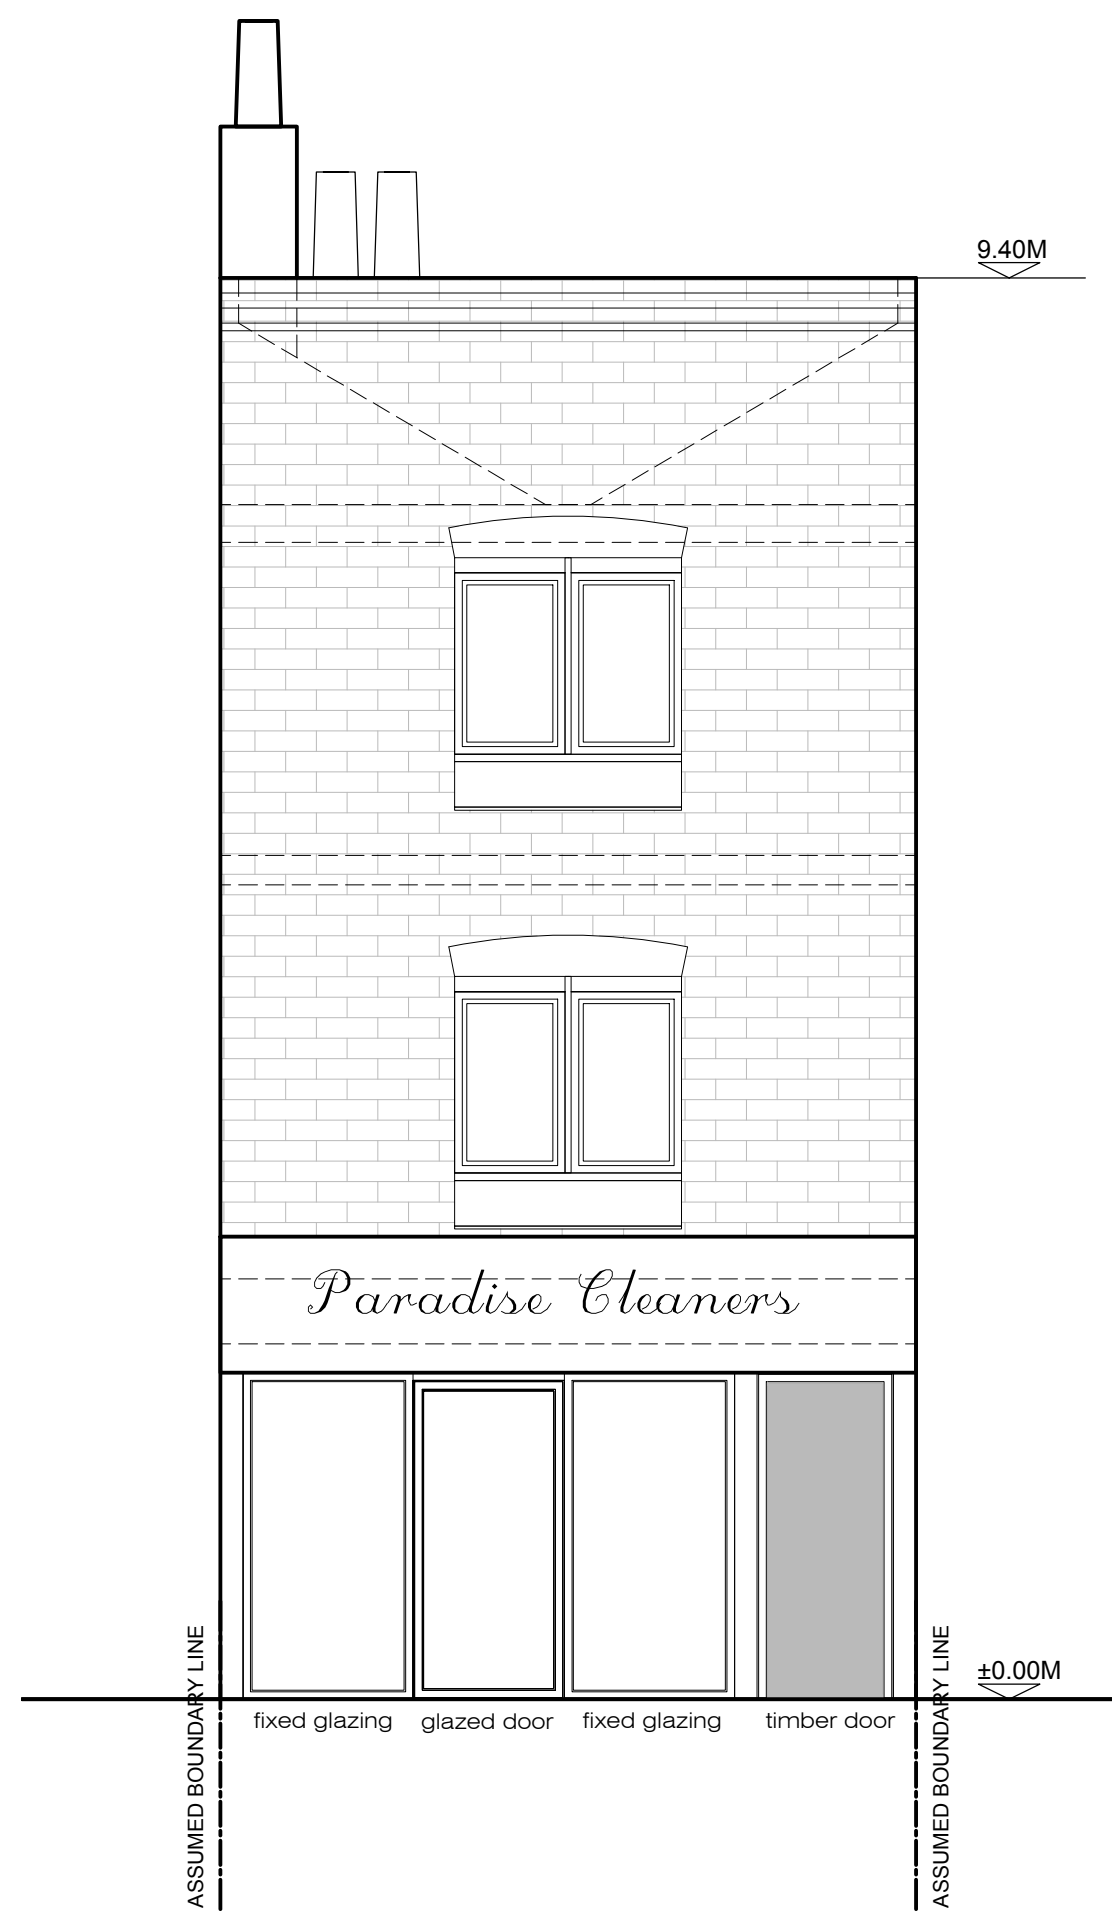 9.40M
Paradise Cleaners
±0.00M
fixed glazing
glazed door
fixed glazing
timber door
ASSUMED BOUNDARY LINE
ASSUMED BOUNDARY LINE